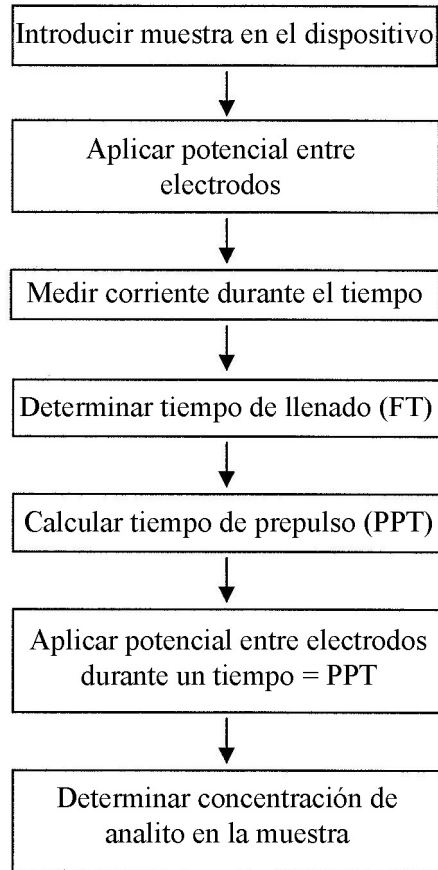 Introducir muestra en el dispositivo
Aplicar potencial entre
electrodos
Medir corriente durante el tiempo
Determinar tiempo de llenado (FT)
Calcular tiempo de prepulso (PPT)
Aplicar potencial entre electrodos
durante un tiempo = PPT
Determinar concentración de
analito en la muestra